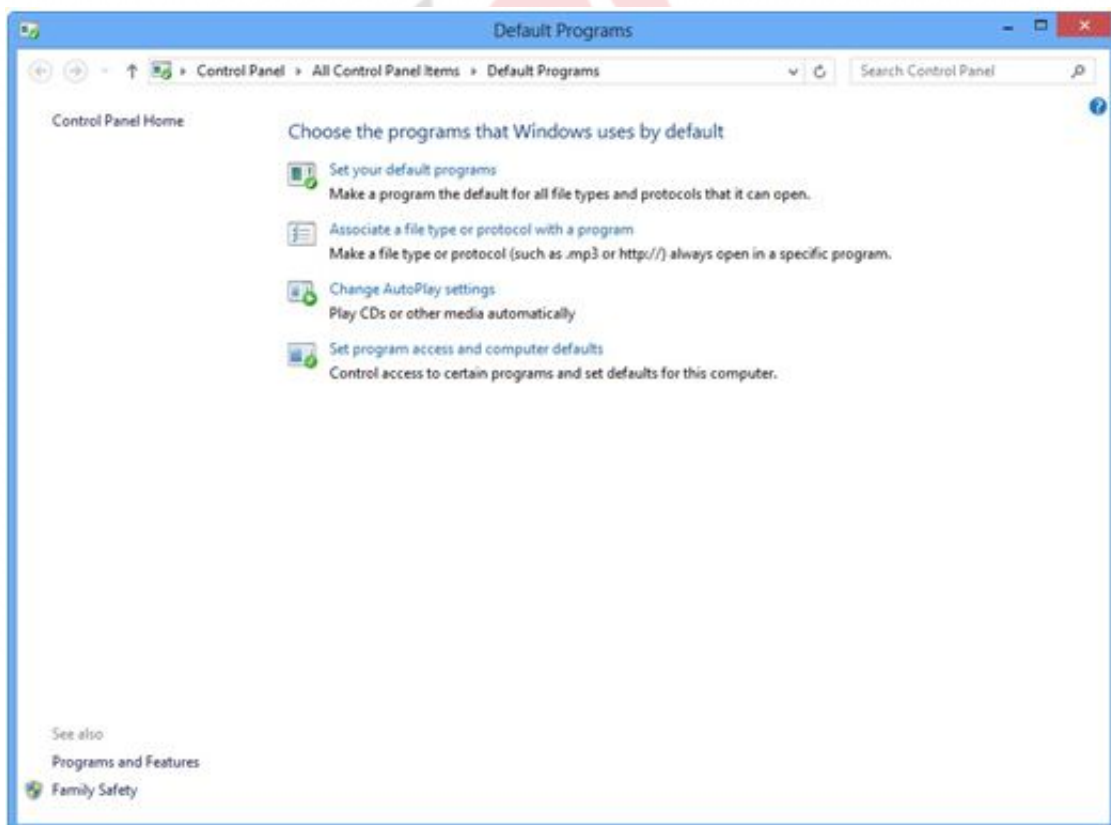 Default Programs
Control Panel ▸ All Control Panel Items ▸ Default Programs
Search Control Panel
Control Panel Home
Choose the programs that Windows uses by default
Set your default programs
Make a program the default for all file types and protocols that it can open.
Associate a file type or protocol with a program
Make a file type or protocol (such as .mp3 or http://) always open in a specific program.
Change AutoPlay settings
Play CDs or other media automatically
Set program access and computer defaults
Control access to certain programs and set defaults for this computer.
See also
Programs and Features
Family Safety